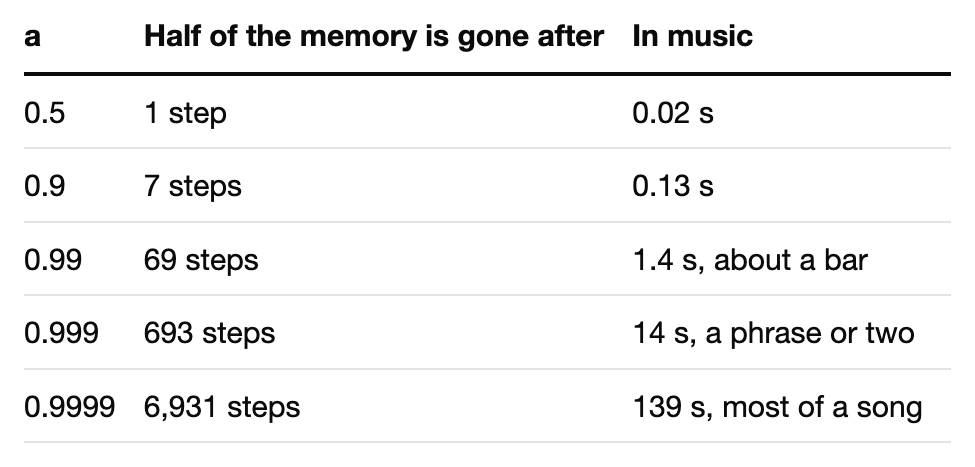 a Half of the memory is gone after In music
0.5 1 step 0.02 s
0.9 7 steps 0.13 s
0.99 69 steps 1.4 s, about a bar
0.999 693 steps 14 s, a phrase or two
0.9999 6,931 steps 139 s, most of a song